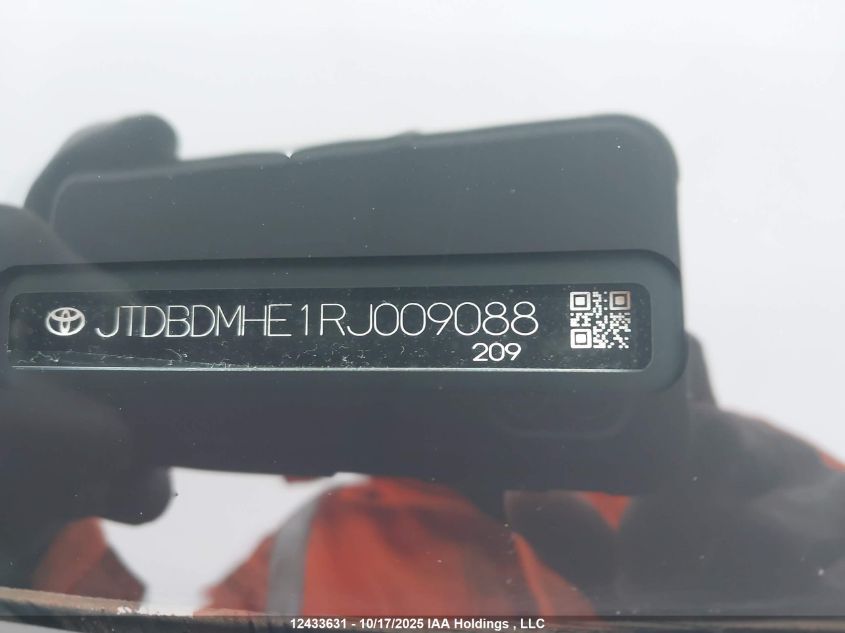 JTDBDMHE1RJ009088
209
12433631 - 10/17/2025 IAA Holdings , LLC